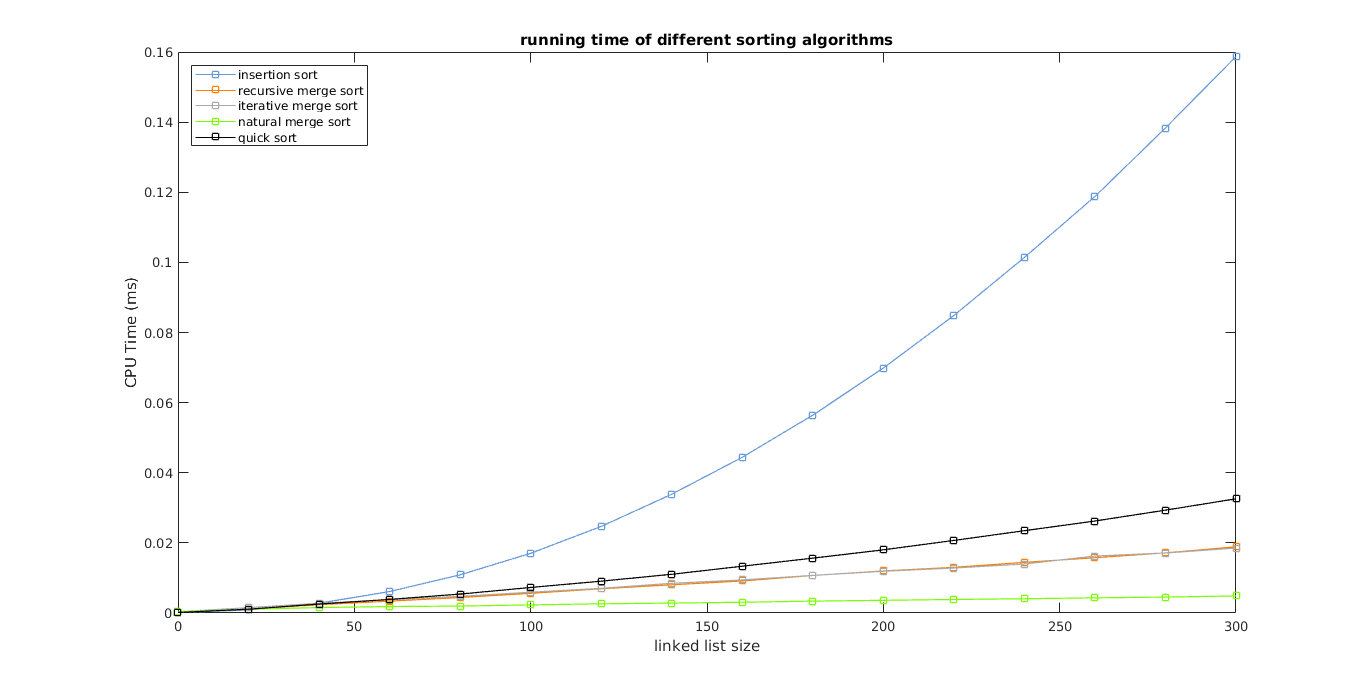 running time of different sorting algorithms
0.16
0.14
0.12
0.1
0.08
0.06
0.04
0.02
0
CPU Time (ms)
insertion sort
recursive merge sort
iterative merge sort
natural merge sort
quick sort
0 50 100 150 200 250 300
linked list size